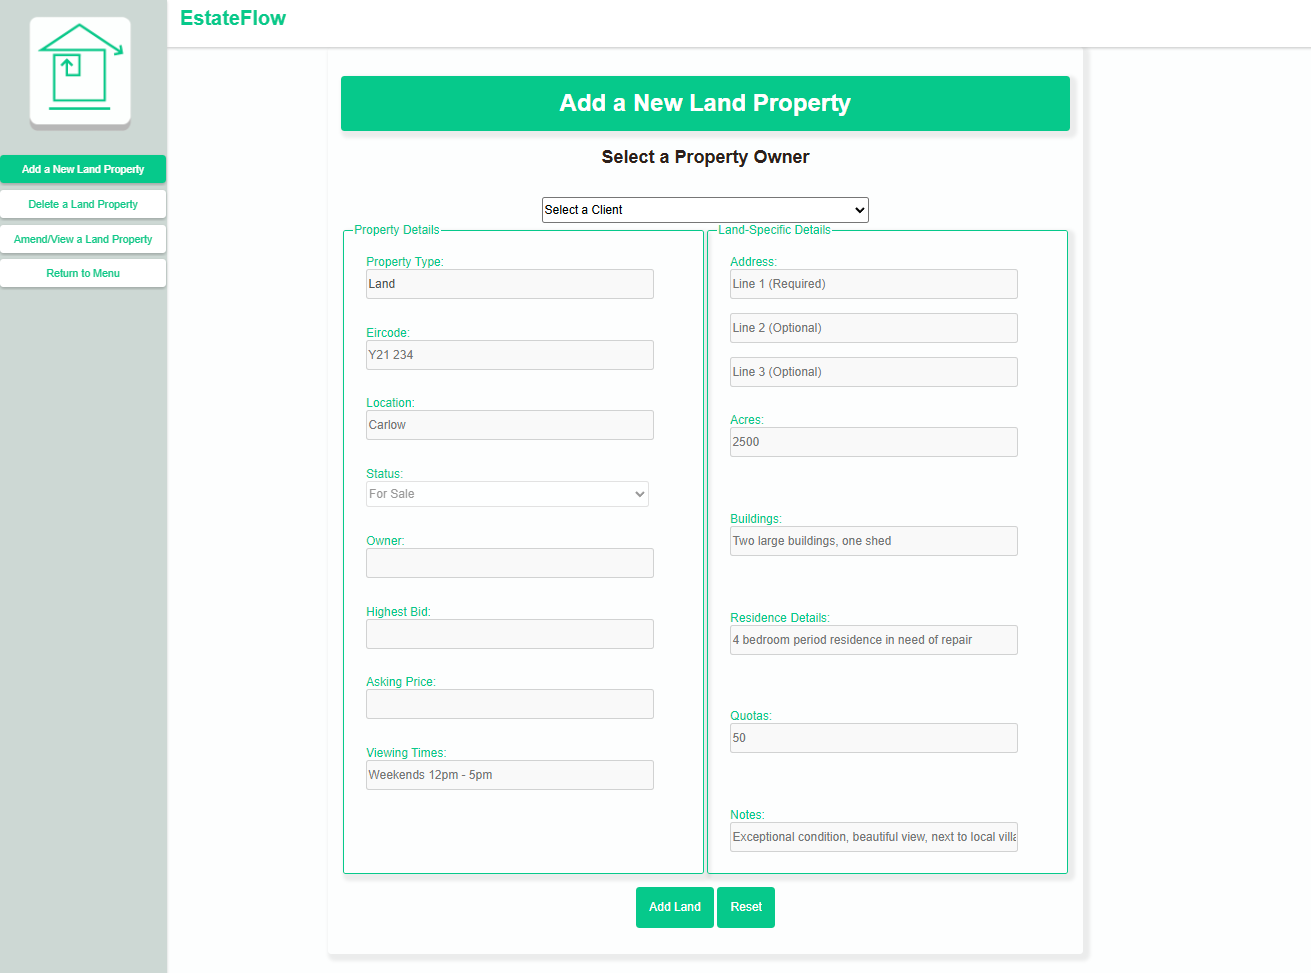 EstateFlow
Add a New Land Property
Delete a Land Property
Amend/View a Land Property
Return to Menu
Add a New Land Property
Select a Property Owner
Select a Client
Property Details
Property Type:
Land
Eircode:
Y21 234
Location:
Carlow
Status:
For Sale
Owner:
Highest Bid:
Asking Price:
Viewing Times:
Weekends 12pm - 5pm
Land-Specific Details
Address:
Line 1 (Required)
Line 2 (Optional)
Line 3 (Optional)
Acres:
2500
Buildings:
Two large buildings, one shed
Residence Details:
4 bedroom period residence in need of repair
Quotas:
50
Notes:
Exceptional condition, beautiful view, next to local
Add Land
Reset